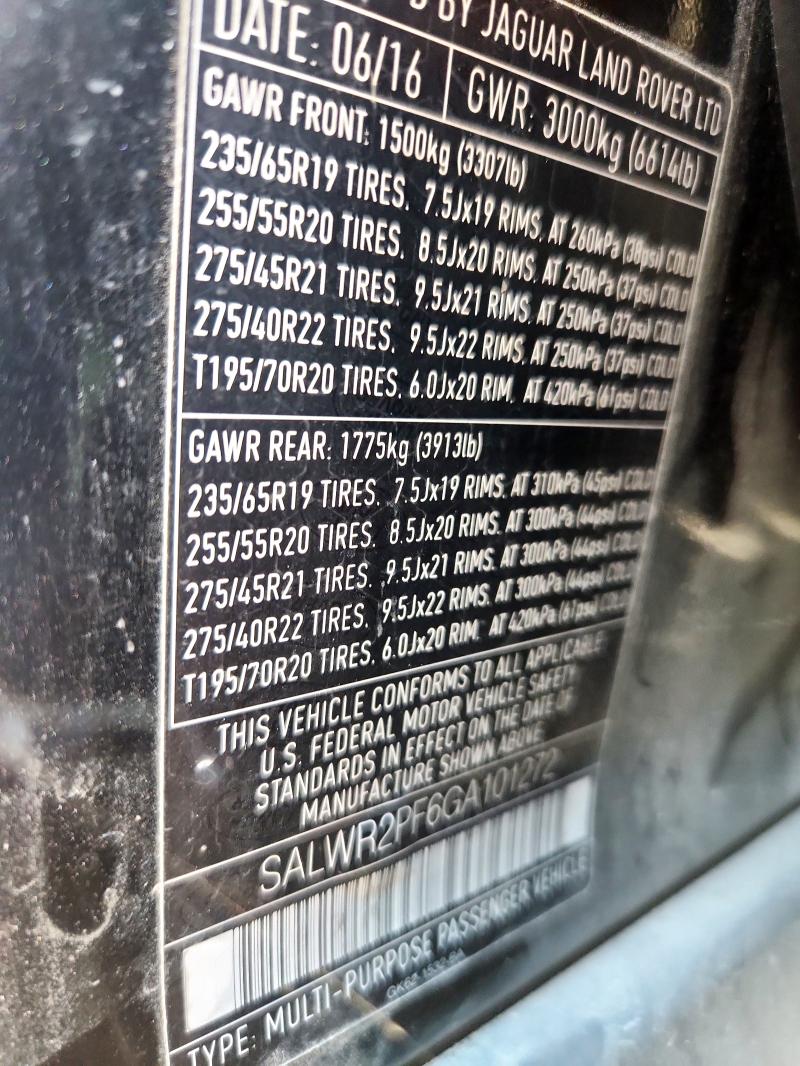 BY JAGUAR LAND ROVER LTD
DATE: 06/16 GWR: 3000kg (6614lb)
GAWR FRONT: 1500kg (3307lb)
235/65R19 TIRES. 7.5Jx19 RIMS. AT 260kPa (38psi) COLD
255/55R20 TIRES. 8.5Jx20 RIMS. AT 250kPa (37psi) COLD
275/45R21 TIRES. 9.5Jx21 RIMS. AT 250kPa (37psi) COLD
275/40R22 TIRES. 9.5Jx22 RIMS. AT 250kPa (37psi) COLD
T195/70R20 TIRES. 6.0Jx20 RIM. AT 420kPa (61psi) COLD
GAWR REAR: 1775kg (3913lb)
235/65R19 TIRES. 7.5Jx19 RIMS. AT 310kPa (45psi) COLD
255/55R20 TIRES. 8.5Jx20 RIMS. AT 300kPa (44psi) COLD
275/45R21 TIRES. 9.5Jx21 RIMS. AT 300kPa (44psi) COLD
275/40R22 TIRES. 9.5Jx22 RIMS. AT 300kPa (44psi) COLD
T195/70R20 TIRES. 6.0Jx20 RIM. AT 420kPa (61psi) COLD
THIS VEHICLE CONFORMS TO ALL APPLICABLE
U.S. FEDERAL MOTOR VEHICLE SAFETY
STANDARDS IN EFFECT ON THE DATE OF
MANUFACTURE SHOWN ABOVE
SALWR2PF6GA101272
TYPE: MULTI-PURPOSE PASSENGER VEHICLE